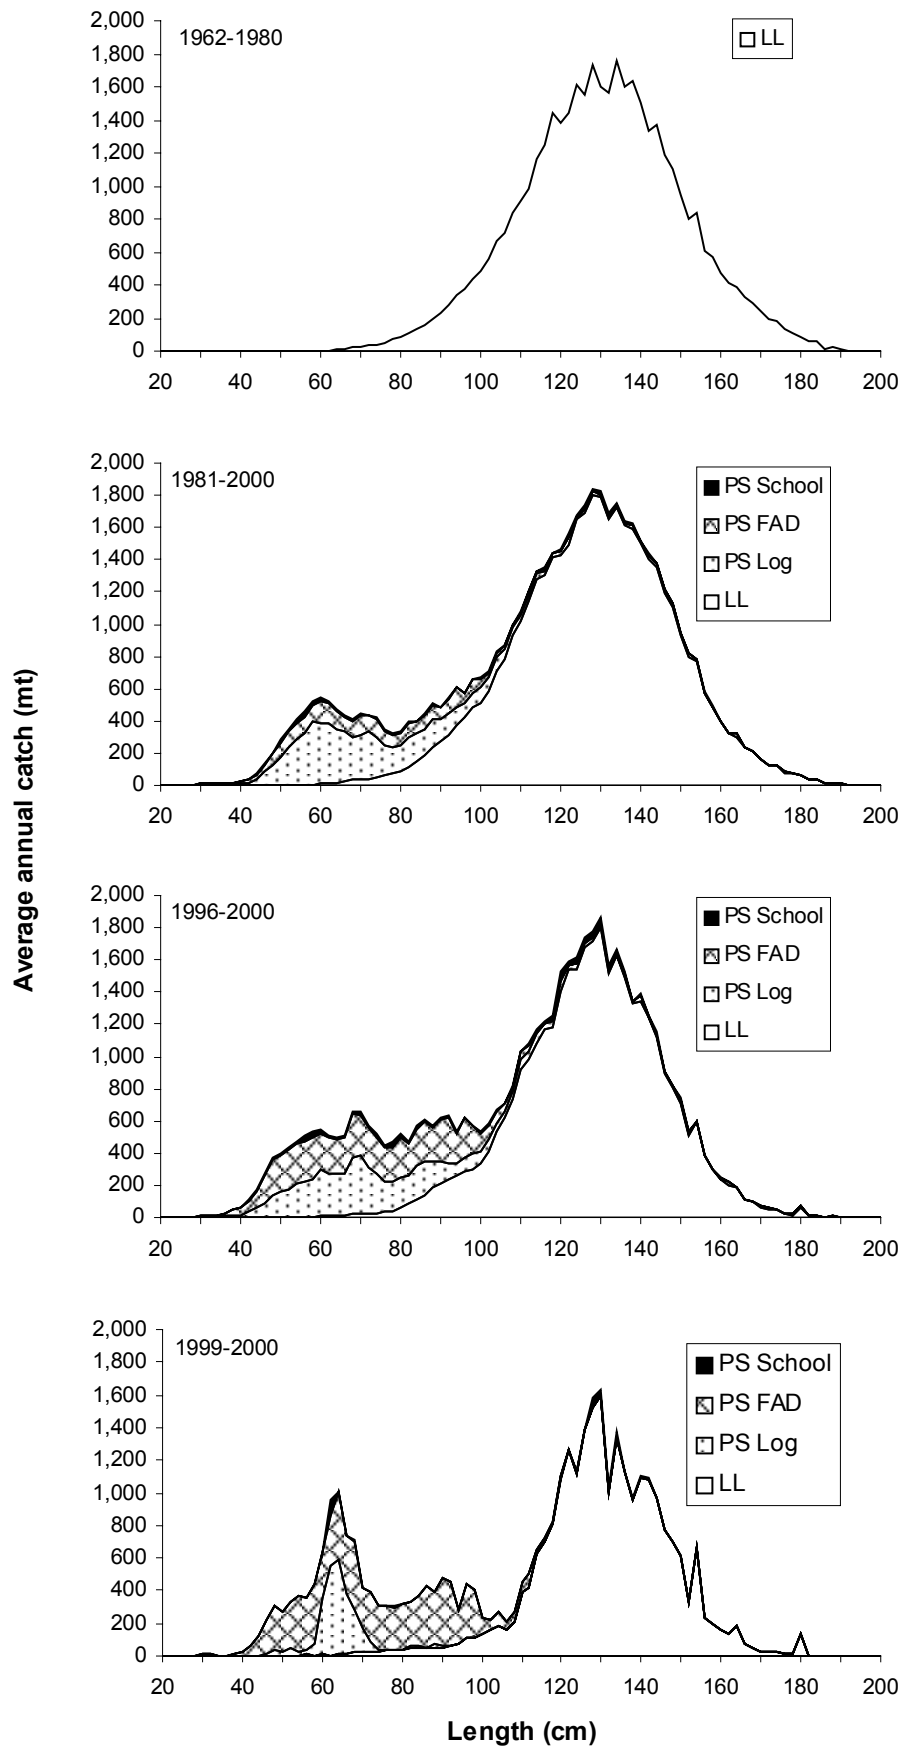 Average annual catch (mt)
1962-1980
LL
2,000
1,800
1,600
1,400
1,200
1,000
800
600
400
200
0
20 40 60 80 100 120 140 160 180 200
1981-2000
PS School
PS FAD
PS Log
LL
2,000
1,800
1,600
1,400
1,200
1,000
800
600
400
200
0
20 40 60 80 100 120 140 160 180 200
1996-2000
PS School
PS FAD
PS Log
LL
2,000
1,800
1,600
1,400
1,200
1,000
800
600
400
200
0
20 40 60 80 100 120 140 160 180 200
1999-2000
PS School
PS FAD
PS Log
LL
2,000
1,800
1,600
1,400
1,200
1,000
800
600
400
200
0
20 40 60 80 100 120 140 160 180 200
Length (cm)